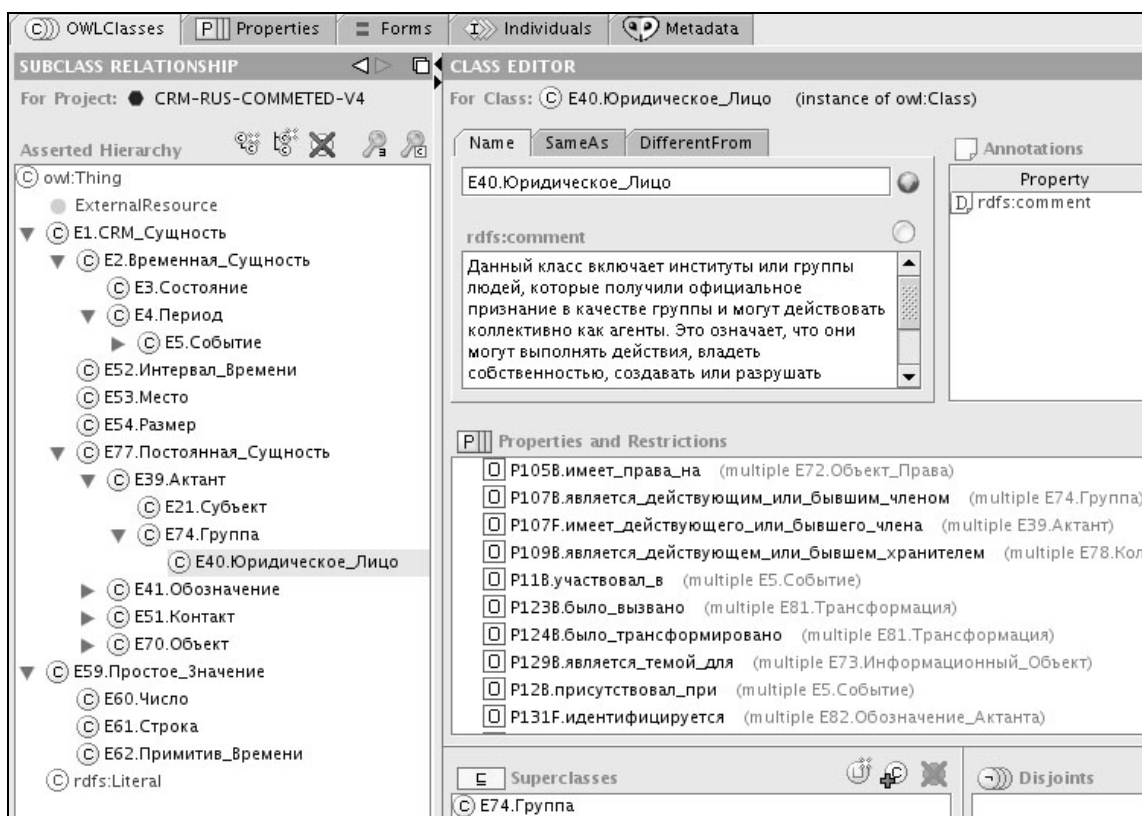 OWLClasses
Properties
Forms
Individuals
Metadata
SUBCLASS RELATIONSHIP
For Project: CRM-RUS-COMMETED-V4
Asserted Hierarchy
owl:Thing
ExternalResource
E1.CRM_Сущность
E2.Временная_Сущность
E3.Состояние
E4.Период
E5.Событие
E52.Интервал_Времени
E53.Место
E54.Размер
E77.Постоянная_Сущность
E39.Актант
E21.Субъект
E74.Группа
E40.Юридическое_Лицо
E41.Обозначение
E51.Контакт
E70.Объект
E59.Простое_Значение
E60.Число
E61.Строка
E62.Примитив_Времени
rdfs:Literal
CLASS EDITOR
For Class: E40.Юридическое_Лицо (instance of owl:Class)
Name
SameAs
DifferentFrom
E40.Юридическое_Лицо
rdfs:comment
Данный класс включает институты или группы
людей, которые получили официальное
признание в качестве группы и могут действовать
коллективно как агенты. Это означает, что они
могут выполнять действия, владеть
собственностью, создавать или разрушать
Annotations
Property
rdfs:comment
Properties and Restrictions
P105B.имеет_права_на (multiple E72.Объект_Права)
P107B.является_действующим_или_бывшим_членом (multiple E74.Группа)
P107F.имеет_действующего_или_бывшего_члена (multiple E39.Актант)
P109B.является_действующем_или_бывшем_хранителем (multiple E78.Кол
P11B.участвовал_в (multiple E5.Событие)
P123B.было_вызвано (multiple E81.Трансформация)
P124B.было_трансформировано (multiple E81.Трансформация)
P129B.является_темой_для (multiple E73.Информационный_Объект)
P12B.присутствовал_при (multiple E5.Событие)
P131F.идентифицируется (multiple E82.Обозначение_Актанта)
Superclasses
E74.Группа
Disjoints